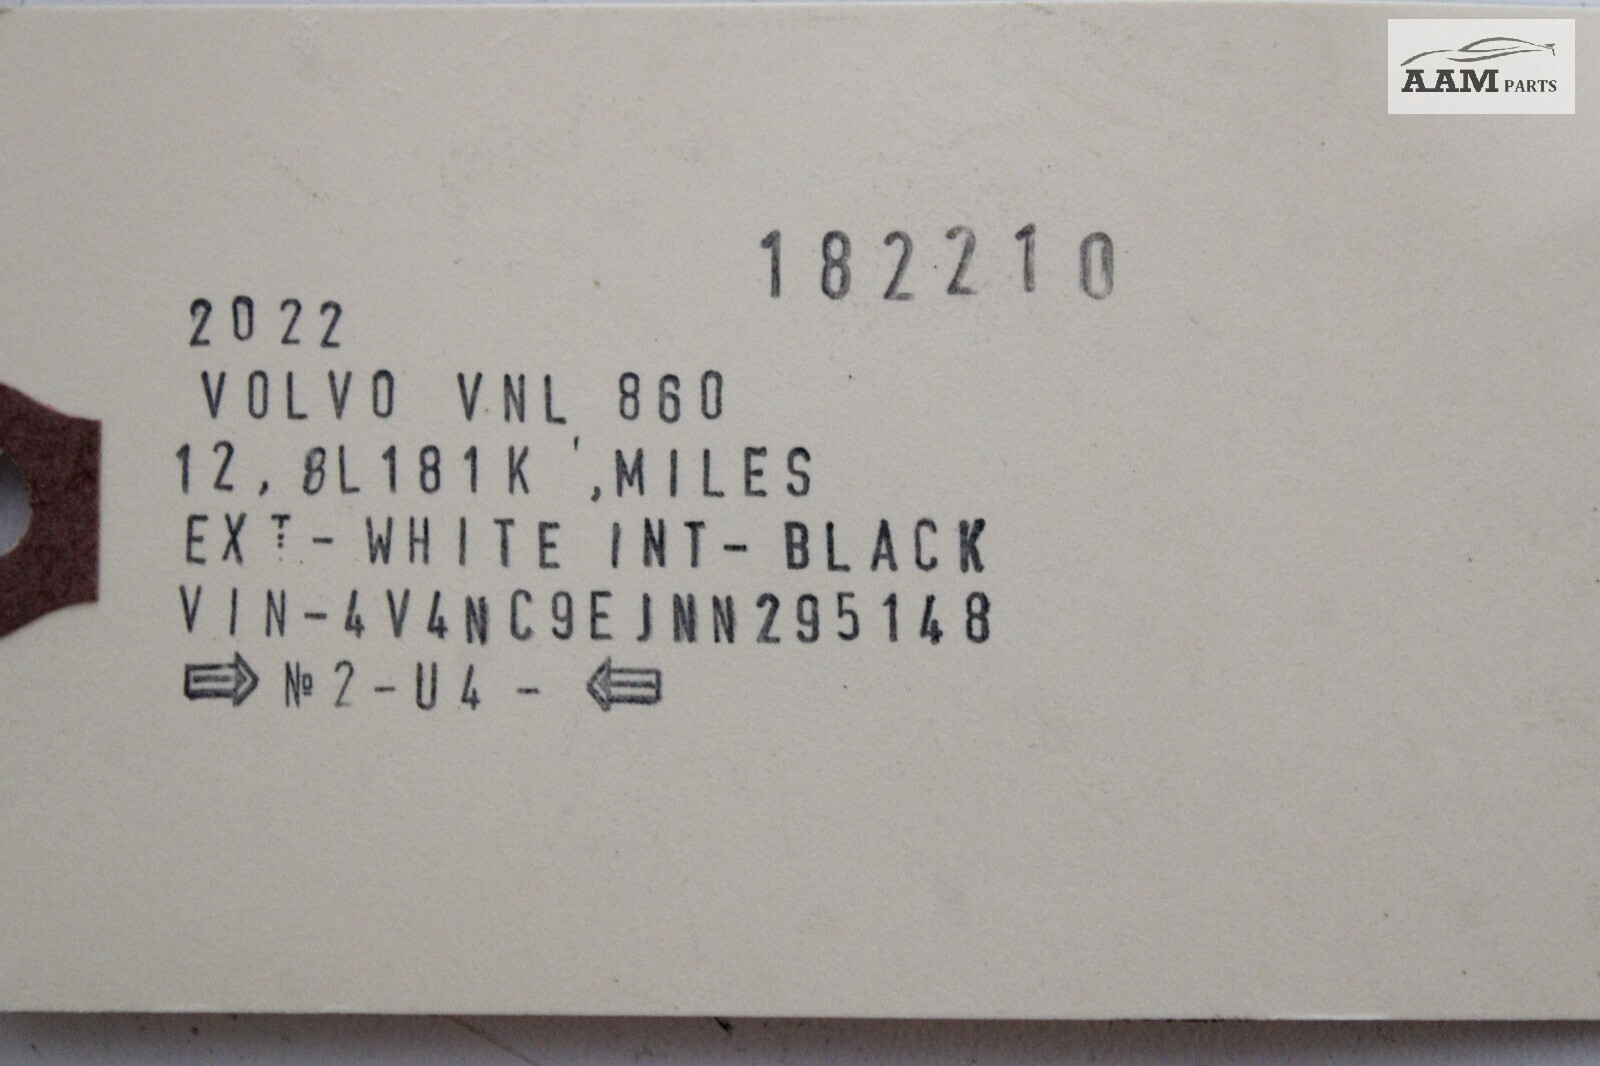 AAM PARTS
182210
2022
VOLVO VNL 860
12,8L181K ',MILES
EXT-WHITE INT-BLACK
VIN-4V4NC9EJNN295148
⇒ №2-U4- ⇐